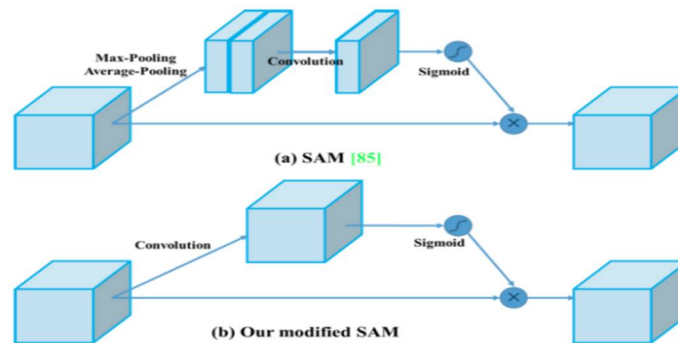 Max-Pooling
Average-Pooling
Convolution
Sigmoid
(a) SAM [85]
Convolution
Sigmoid
(b) Our modified SAM